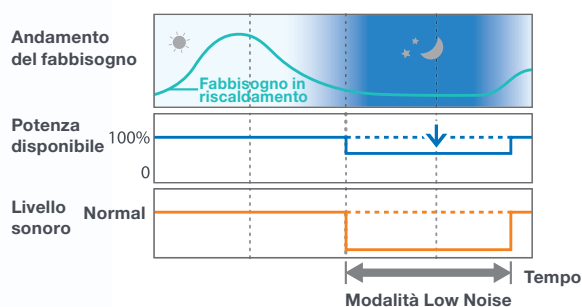 Andamento
del fabbisogno
Fabbisogno in
riscaldamento
Potenza
disponibile
100%
0
Livello
sonoro
Normal
Tempo
Modalità Low Noise